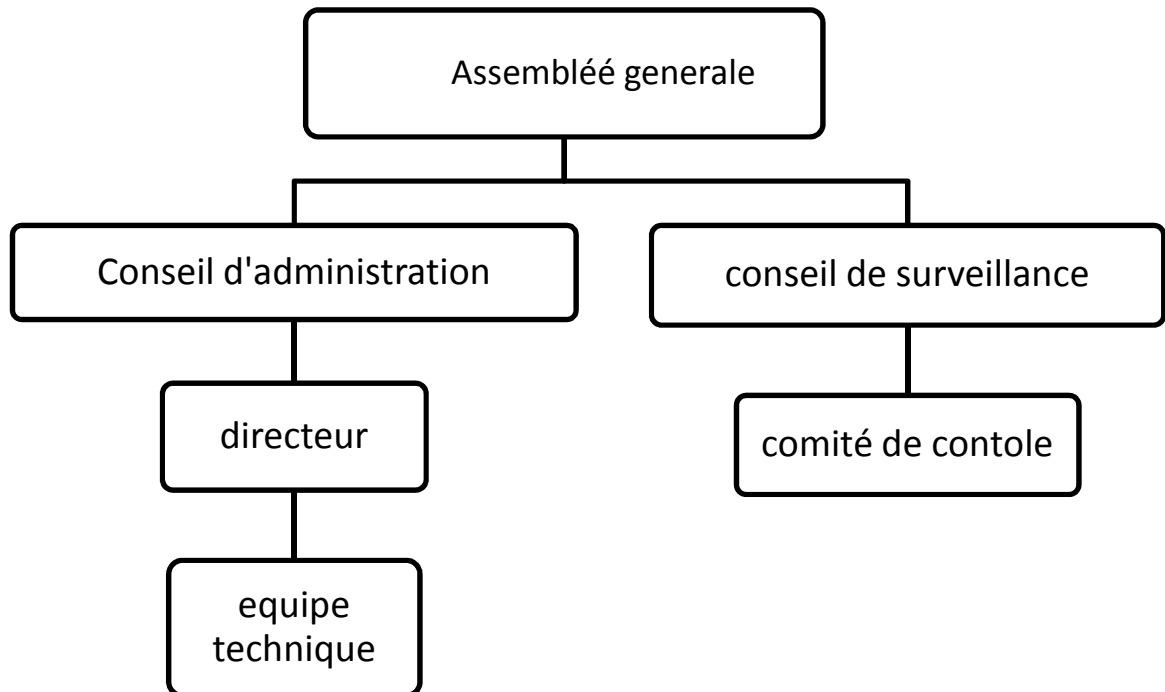 Assembléé generale
Conseil d'administration
conseil de surveillance
directeur
comité de contole
equipe
technique